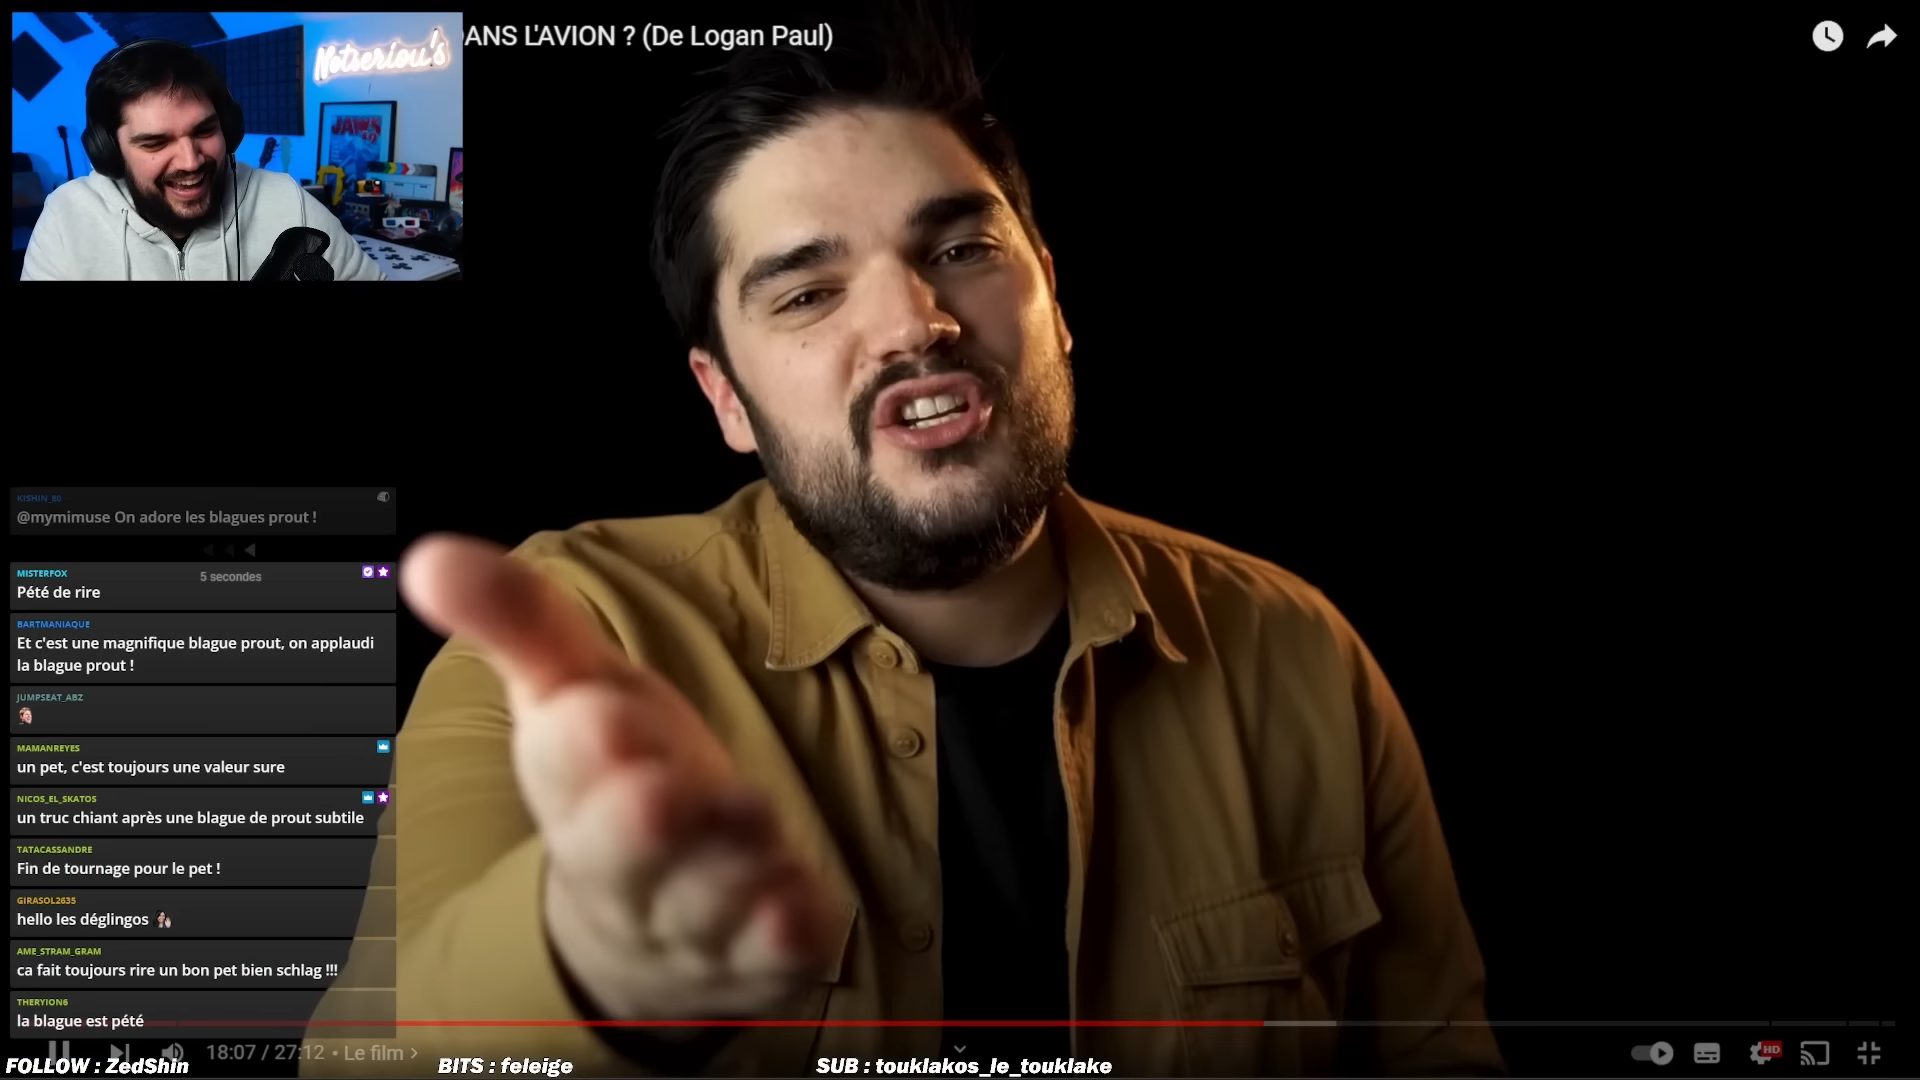 DANS L'AVION ? (De Logan Paul)
Notseriou's
JAWS
KISHIN_80
@mymimuse On adore les blagues prout !
MISTERFOX
5 secondes
Pété de rire
BARTMANIAQUE
Et c'est une magnifique blague prout, on applaudi
la blague prout !
JUMPSEAT_ABZ
MAMANREYES
un pet, c'est toujours une valeur sure
NICOS_EL_SKATOS
un truc chiant après une blague de prout subtile
TATACASSANDRE
Fin de tournage pour le pet !
GIRASOL2635
hello les déglingos
AME_STRAM_GRAM
ca fait toujours rire un bon pet bien schlag !!!
THERYION6
la blague est pété
18:07 / 27:12 • Le film >
HD
FOLLOW : ZedShin
BITS : feleige
SUB : touklakos_le_touklake